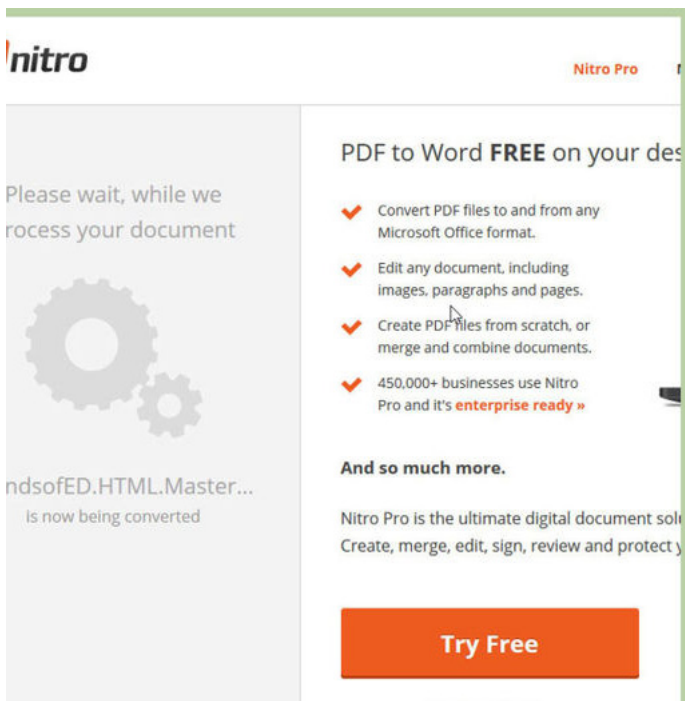 nitro
Nitro Pro
Please wait, while we
rocess your document
ndsofED.HTML.Master...
is now being converted
PDF to Word FREE on your des
Convert PDF files to and from any
Microsoft Office format.
Edit any document, including
images, paragraphs and pages.
Create PDF files from scratch, or
merge and combine documents.
450,000+ businesses use Nitro
Pro and it's enterprise ready »
And so much more.
Nitro Pro is the ultimate digital document solu
Create, merge, edit, sign, review and protect y
Try Free